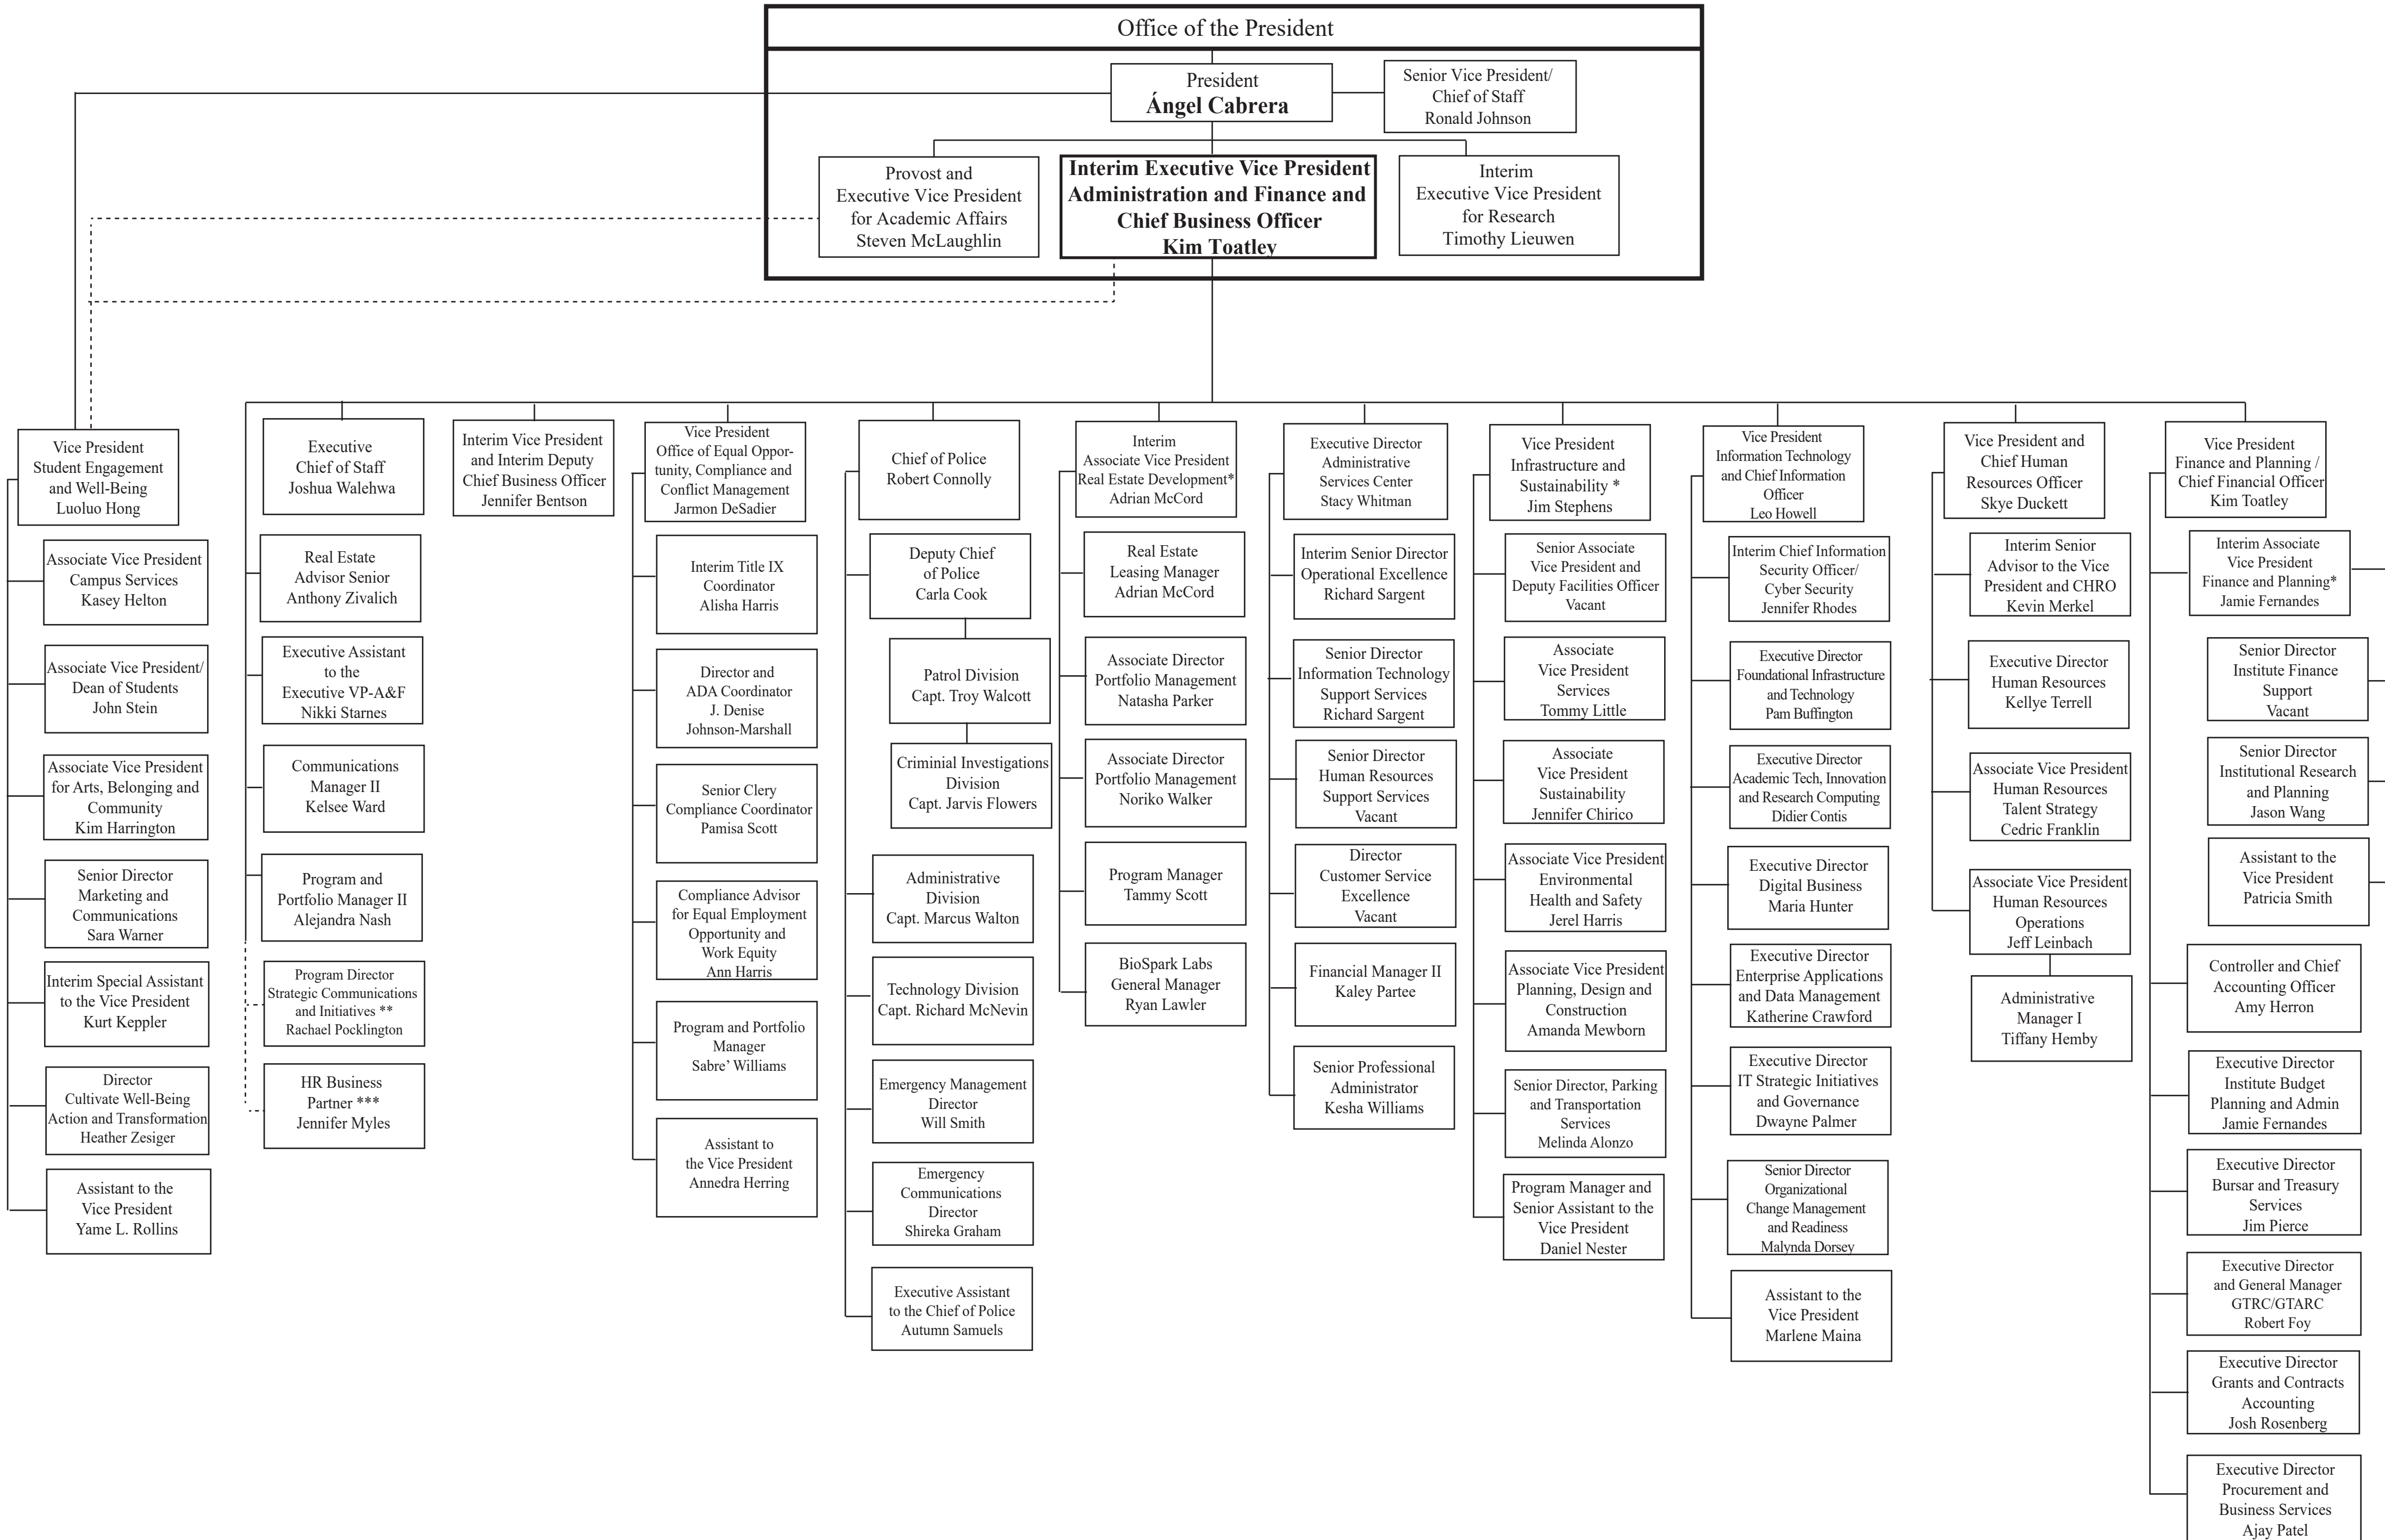 Office of the President
President
Ángel Cabrera
Senior Vice President/
Chief of Staff
Ronald Johnson
Provost and
Executive Vice President
for Academic Affairs
Steven McLaughlin
Interim Executive Vice President
Administration and Finance and
Chief Business Officer
Kim Toatley
Interim
Executive Vice President
for Research
Timothy Lieuwen
Vice President
Student Engagement
and Well-Being
Luoluo Hong
Associate Vice President
Campus Services
Kasey Helton
Associate Vice President/
Dean of Students
John Stein
Associate Vice President
for Arts, Belonging and
Community
Kim Harrington
Senior Director
Marketing and
Communications
Sara Warner
Interim Special Assistant
to the Vice President
Kurt Keppler
Director
Cultivate Well-Being
Action and Transformation
Heather Zesiger
Assistant to the
Vice President
Yame L. Rollins
Executive
Chief of Staff
Joshua Walehwa
Real Estate
Advisor Senior
Anthony Zivalich
Executive Assistant
to the
Executive VP-A&F
Nikki Starnes
Communications
Manager II
Kelsee Ward
Program and
Portfolio Manager II
Alejandra Nash
Program Director
Strategic Communications
and Initiatives **
Rachael Pocklington
HR Business
Partner ***
Jennifer Myles
Interim Vice President
and Interim Deputy
Chief Business Officer
Jennifer Bentson
Vice President
Office of Equal Oppor-
tunity, Compliance and
Conflict Management
Jarmon DeSadier
Interim Title IX
Coordinator
Alisha Harris
Director and
ADA Coordinator
J. Denise
Johnson-Marshall
Senior Clery
Compliance Coordinator
Pamisa Scott
Compliance Advisor
for Equal Employment
Opportunity and
Work Equity
Ann Harris
Program and Portfolio
Manager
Sabre’ Williams
Assistant to
the Vice President
Annedra Herring
Chief of Police
Robert Connolly
Deputy Chief
of Police
Carla Cook
Patrol Division
Capt. Troy Walcott
Criminial Investigations
Division
Capt. Jarvis Flowers
Administrative
Division
Capt. Marcus Walton
Technology Division
Capt. Richard McNevin
Emergency Management
Director
Will Smith
Emergency
Communications
Director
Shireka Graham
Executive Assistant
to the Chief of Police
Autumn Samuels
Interim
Associate Vice President
Real Estate Development*
Adrian McCord
Real Estate
Leasing Manager
Adrian McCord
Associate Director
Portfolio Management
Natasha Parker
Associate Director
Portfolio Management
Noriko Walker
Program Manager
Tammy Scott
BioSpark Labs
General Manager
Ryan Lawler
Executive Director
Administrative
Services Center
Stacy Whitman
Interim Senior Director
Operational Excellence
Richard Sargent
Senior Director
Information Technology
Support Services
Richard Sargent
Senior Director
Human Resources
Support Services
Vacant
Director
Customer Service
Excellence
Vacant
Financial Manager II
Kaley Partee
Senior Professional
Administrator
Kesha Williams
Vice President
Infrastructure and
Sustainability *
Jim Stephens
Senior Associate
Vice President and
Deputy Facilities Officer
Vacant
Associate
Vice President
Services
Tommy Little
Associate
Vice President
Sustainability
Jennifer Chirico
Associate Vice President
Environmental
Health and Safety
Jerel Harris
Associate Vice President
Planning, Design and
Construction
Amanda Mewborn
Senior Director, Parking
and Transportation
Services
Melinda Alonzo
Program Manager and
Senior Assistant to the
Vice President
Daniel Nester
Vice President
Information Technology
and Chief Information
Officer
Leo Howell
Interim Chief Information
Security Officer/
Cyber Security
Jennifer Rhodes
Executive Director
Foundational Infrastructure
and Technology
Pam Buffington
Executive Director
Academic Tech, Innovation
and Research Computing
Didier Contis
Executive Director
Digital Business
Maria Hunter
Executive Director
Enterprise Applications
and Data Management
Katherine Crawford
Executive Director
IT Strategic Initiatives
and Governance
Dwayne Palmer
Senior Director
Organizational
Change Management
and Readiness
Malynda Dorsey
Assistant to the
Vice President
Marlene Maina
Vice President and
Chief Human
Resources Officer
Skye Duckett
Interim Senior
Advisor to the Vice
President and CHRO
Kevin Merkel
Executive Director
Human Resources
Kellye Terrell
Associate Vice President
Human Resources
Talent Strategy
Cedric Franklin
Associate Vice President
Human Resources
Operations
Jeff Leinbach
Administrative
Manager I
Tiffany Hemby
Vice President
Finance and Planning /
Chief Financial Officer
Kim Toatley
Interim Associate
Vice President
Finance and Planning*
Jamie Fernandes
Senior Director
Institute Finance
Support
Vacant
Senior Director
Institutional Research
and Planning
Jason Wang
Assistant to the
Vice President
Patricia Smith
Controller and Chief
Accounting Officer
Amy Herron
Executive Director
Institute Budget
Planning and Admin
Jamie Fernandes
Executive Director
Bursar and Treasury
Services
Jim Pierce
Executive Director
and General Manager
GTRC/GTARC
Robert Foy
Executive Director
Grants and Contracts
Accounting
Josh Rosenberg
Executive Director
Procurement and
Business Services
Ajay Patel